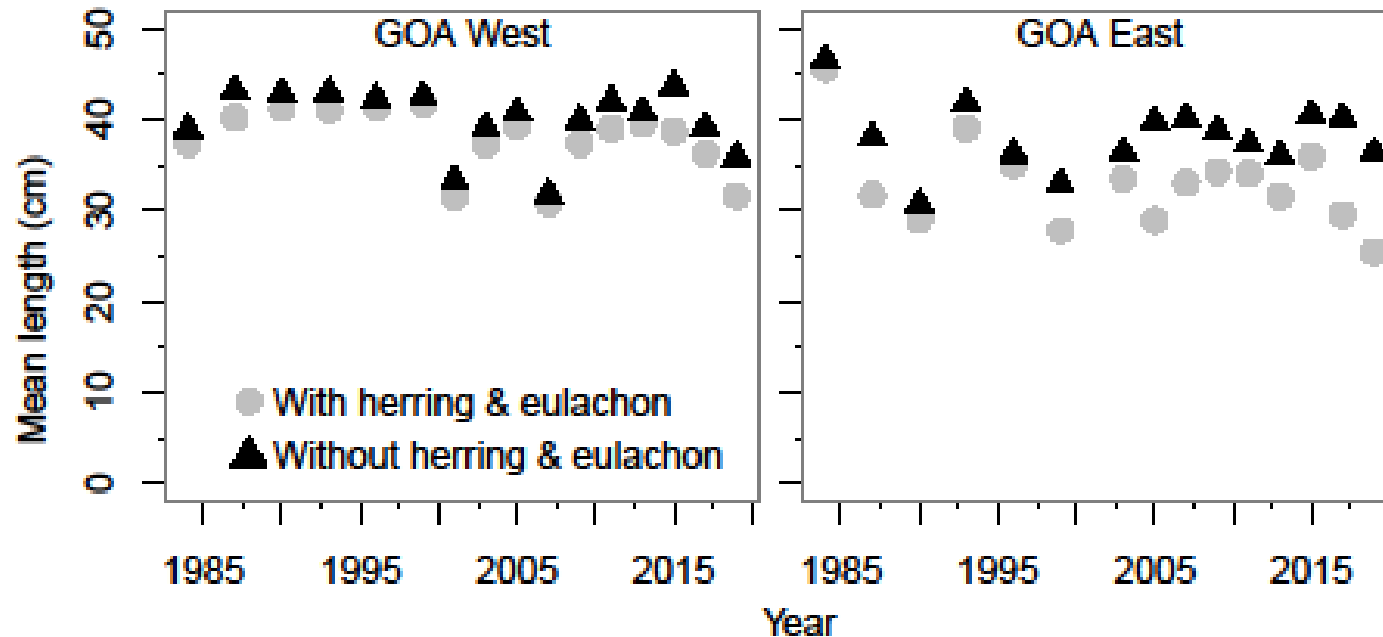 GOA West
GOA East
Mean length (cm)
50
40
30
20
10
0
With herring & eulachon
Without herring & eulachon
1985 1995 2005 2015
1985 1995 2005 2015
Year